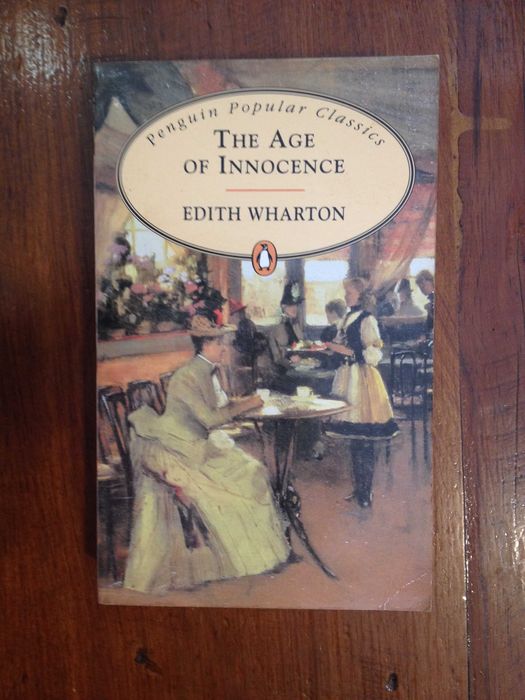 Penguin Popular Classics
THE AGE
OF INNOCENCE
EDITH WHARTON